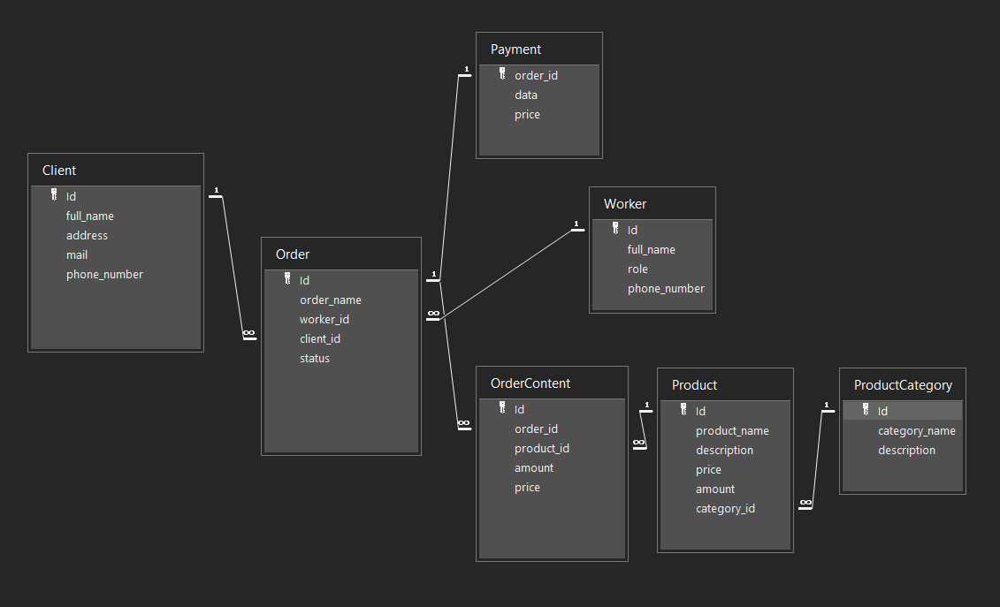 Payment
order_id
data
price
Client
Id
full_name
address
mail
phone_number
Order
Id
order_name
worker_id
client_id
status
Worker
Id
full_name
role
phone_number
OrderContent
Id
order_id
product_id
amount
price
Product
Id
product_name
description
price
amount
category_id
ProductCategory
Id
category_name
description
1
1
1
∞
1
∞
∞
1
∞
1
∞